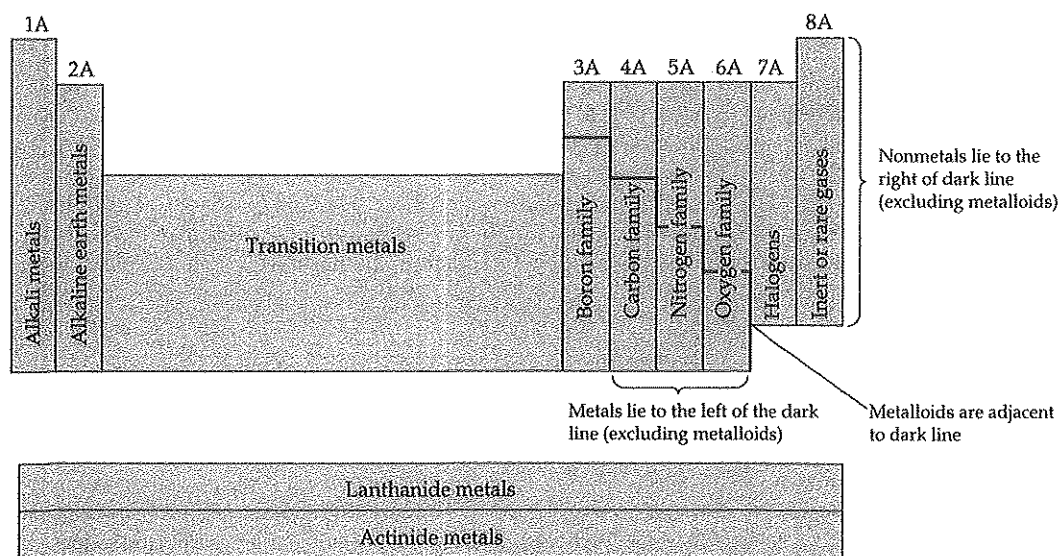 1A
8A
2A
3A 4A 5A 6A 7A
Alkali metals
Alkaline earth metals
Transition metals
Boron family
Carbon family
Nitrogen family
Oxygen family
Halogens
Inert or rare gases
Nonmetals lie to the
right of dark line
(excluding metalloids)
Metals lie to the left of the dark
line (excluding metalloids)
Metalloids are adjacent
to dark line
Lanthanide metals
Actinide metals